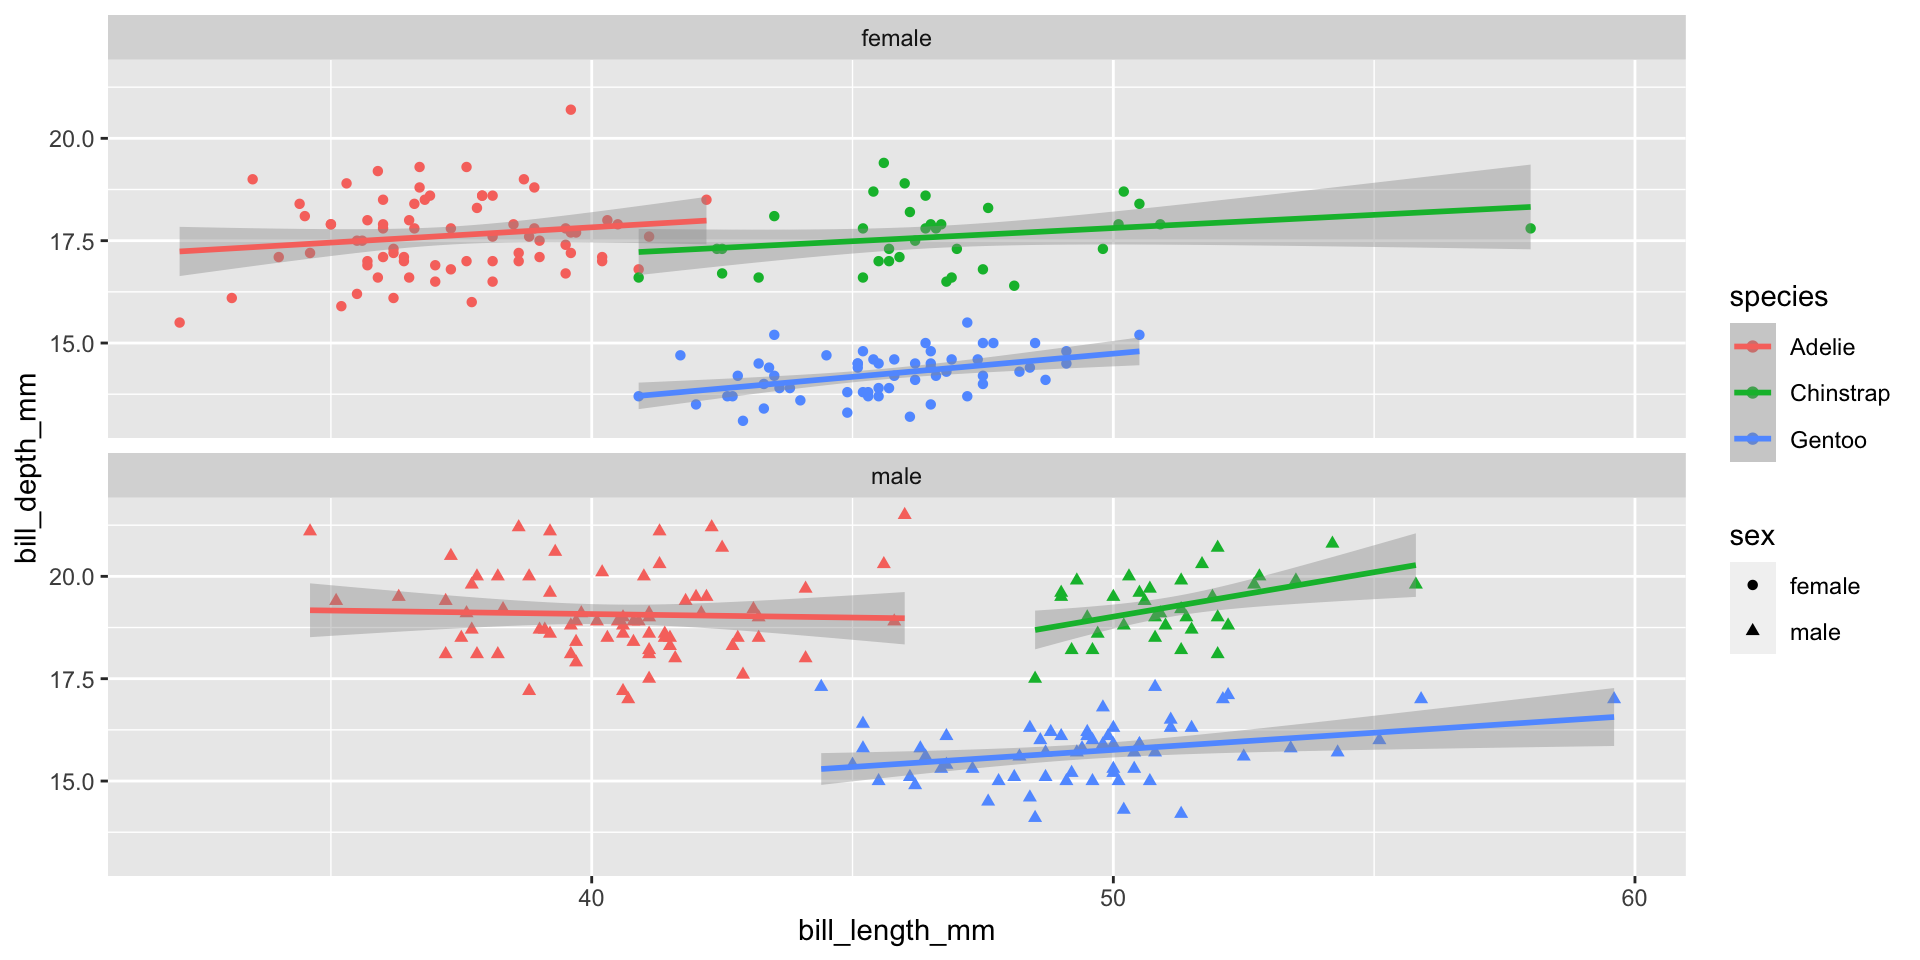 female
20.0
17.5
15.0
male
20.0
17.5
15.0
40 50 60
bill_length_mm
bill_depth_mm
species
Adelie
Chinstrap
Gentoo
sex
female
male